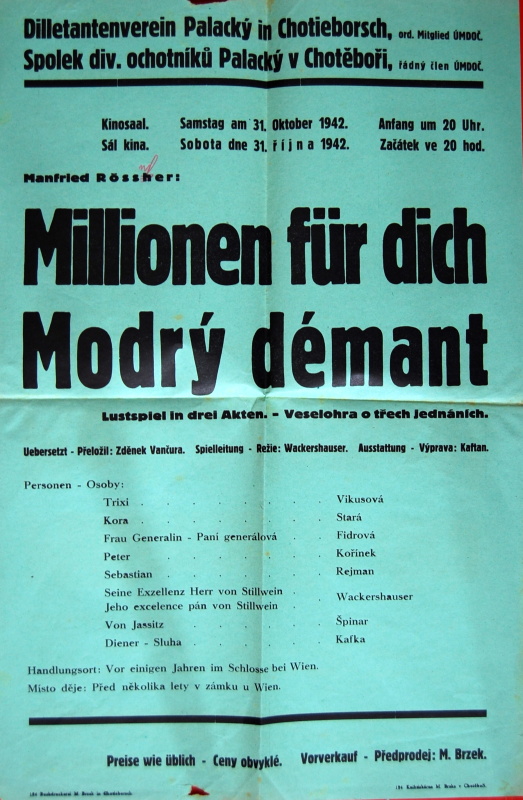 Dilletantenverein Palacký in Chotieborsch, ord. Mitglied ÚMDOČ.
Spolek div. ochotníků Palacký v Chotěboři, řádný člen ÚMDOČ.
Kinosaal. Samstag am 31. Oktober 1942. Anfang um 20 Uhr.
Sál kina. Sobota dne 31. října 1942. Začátek ve 20 hod.
Manfried Rössner:
Millionen für dich
Modrý démant
Lustspiel in drei Akten. - Veselohra o třech jednáních.
Uebersetzt - Přeložil: Zděnek Vančura. Spielleitung - Režie: Wackershauser. Ausstattung - Výprava: Kaftan.
Personen - Osoby:
Trixi . . . . . . . Vikusová
Kora . . . . . . . Stará
Frau Generalin - Paní generálová . . Fidrová
Peter . . . . . . . Kořínek
Sebastian . . . . . . Rejman
Seine Exzellenz Herr von Stillwein . .
Jeho excelence pán von Stillwein . . Wackershauser
Von Jassitz . . . . . Špinar
Diener - Sluha . . . . . Kafka
Handlungsort: Vor einigen Jahren im Schlosse bei Wien.
Místo děje: Před několika lety v zámku u Wien.
Preise wie üblich - Ceny obvyklé. Vorverkauf - Předprodej: M. Brzek.